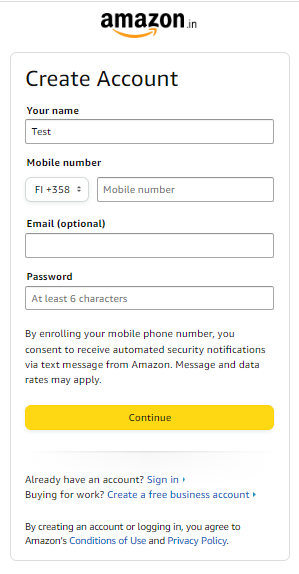 amazon.in
Create Account
Your name
Test
Mobile number
FI +358
Mobile number
Email (optional)
Password
At least 6 characters
By enrolling your mobile phone number, you
consent to receive automated security notifications
via text message from Amazon. Message and data
rates may apply.
Continue
Already have an account? Sign in
Buying for work? Create a free business account
By creating an account or logging in, you agree to
Amazon's Conditions of Use and Privacy Policy.